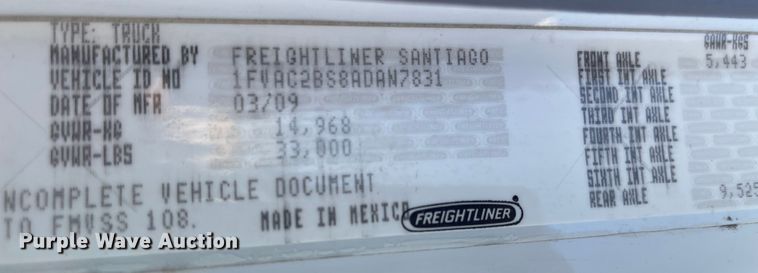 TYPE: TRUCK
MANUFACTURED BY FREIGHTLINER SANTIAGO
VEHICLE ID NO 1FVAC2BS8ADAN7831
DATE OF MFR 03/09
GVWR-KG 14,968
GVWR-LBS 33,000
GAWR-KGS
FRONT AXLE 5,443
FIRST INT AXLE
SECOND INT AXLE
THIRD INT AXLE
FOURTH INT AXLE
FIFTH INT AXLE
SIXTH INT AXLE
REAR AXLE 9,525
NCOMPLETE VEHICLE DOCUMENT
TO FMVSS 108. MADE IN MEXICO FREIGHTLINER
Purple Wave Auction